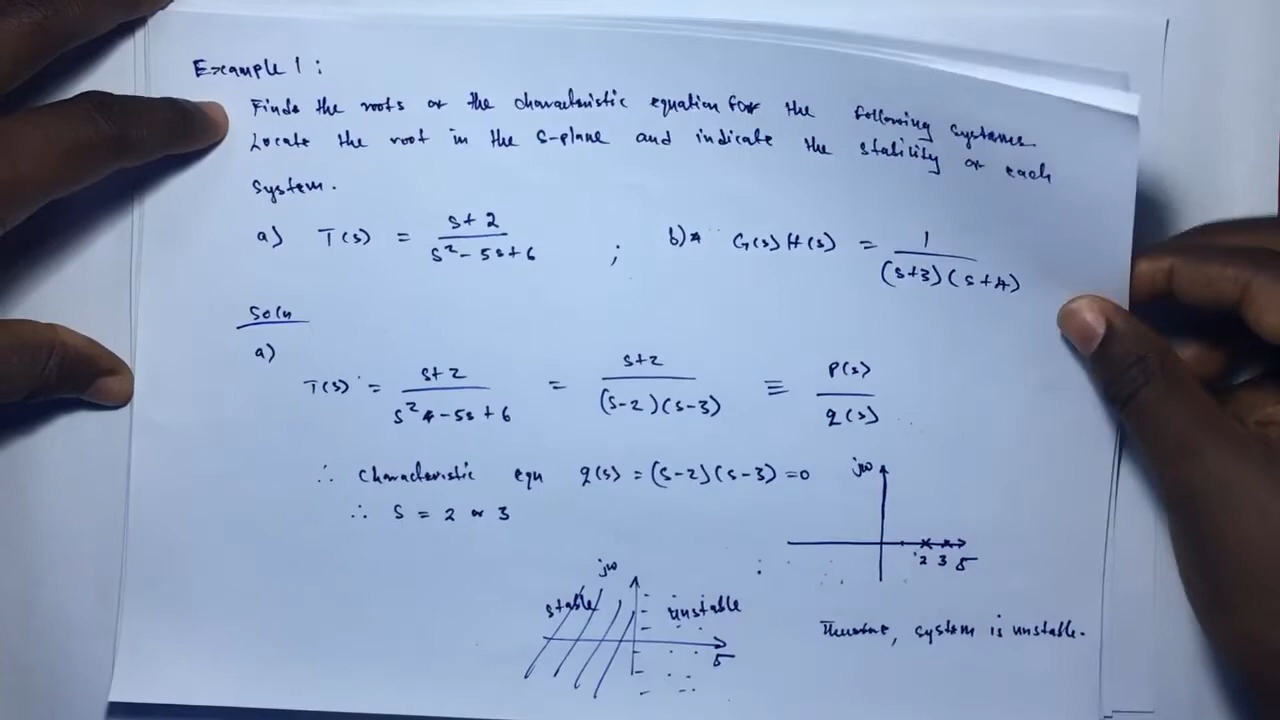 Example 1 :
Finds the roots or the characteristic equation for the following systems.
Locate the root in the s-plane and indicate the stability or each
system.
a) T(s) = s+2 / s² - 5s + 6 ; b) G(s) H(s) = 1 / (s+3)(s+4)
Soln
a)
T(s) = s+2 / s² - 5s + 6 = s+2 / (s-2)(s-3) ≡ P(s) / q(s)
∴ characteristic eqn q(s) = (s-2)(s-3) = 0
∴ s = 2 or 3
jω
2 3 σ
jω
stable unstable
σ
Therefore, system is unstable.